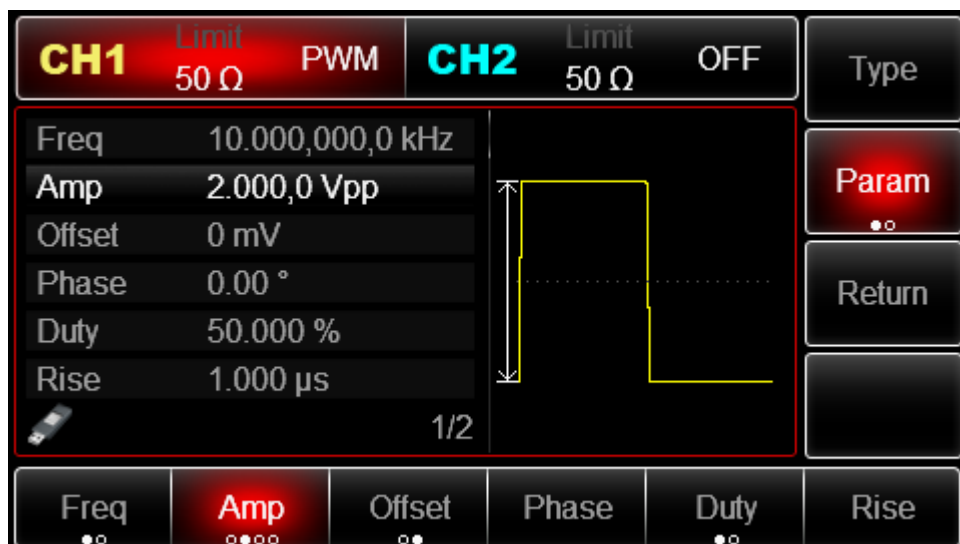 CH1 Limit 50 Ω PWM CH2 Limit 50 Ω OFF
Type
Freq 10.000,000,0 kHz
Amp 2.000,0 Vpp
Offset 0 mV
Phase 0.00 °
Duty 50.000 %
Rise 1.000 µs
1/2
Param
Return
Freq Amp Offset Phase Duty Rise